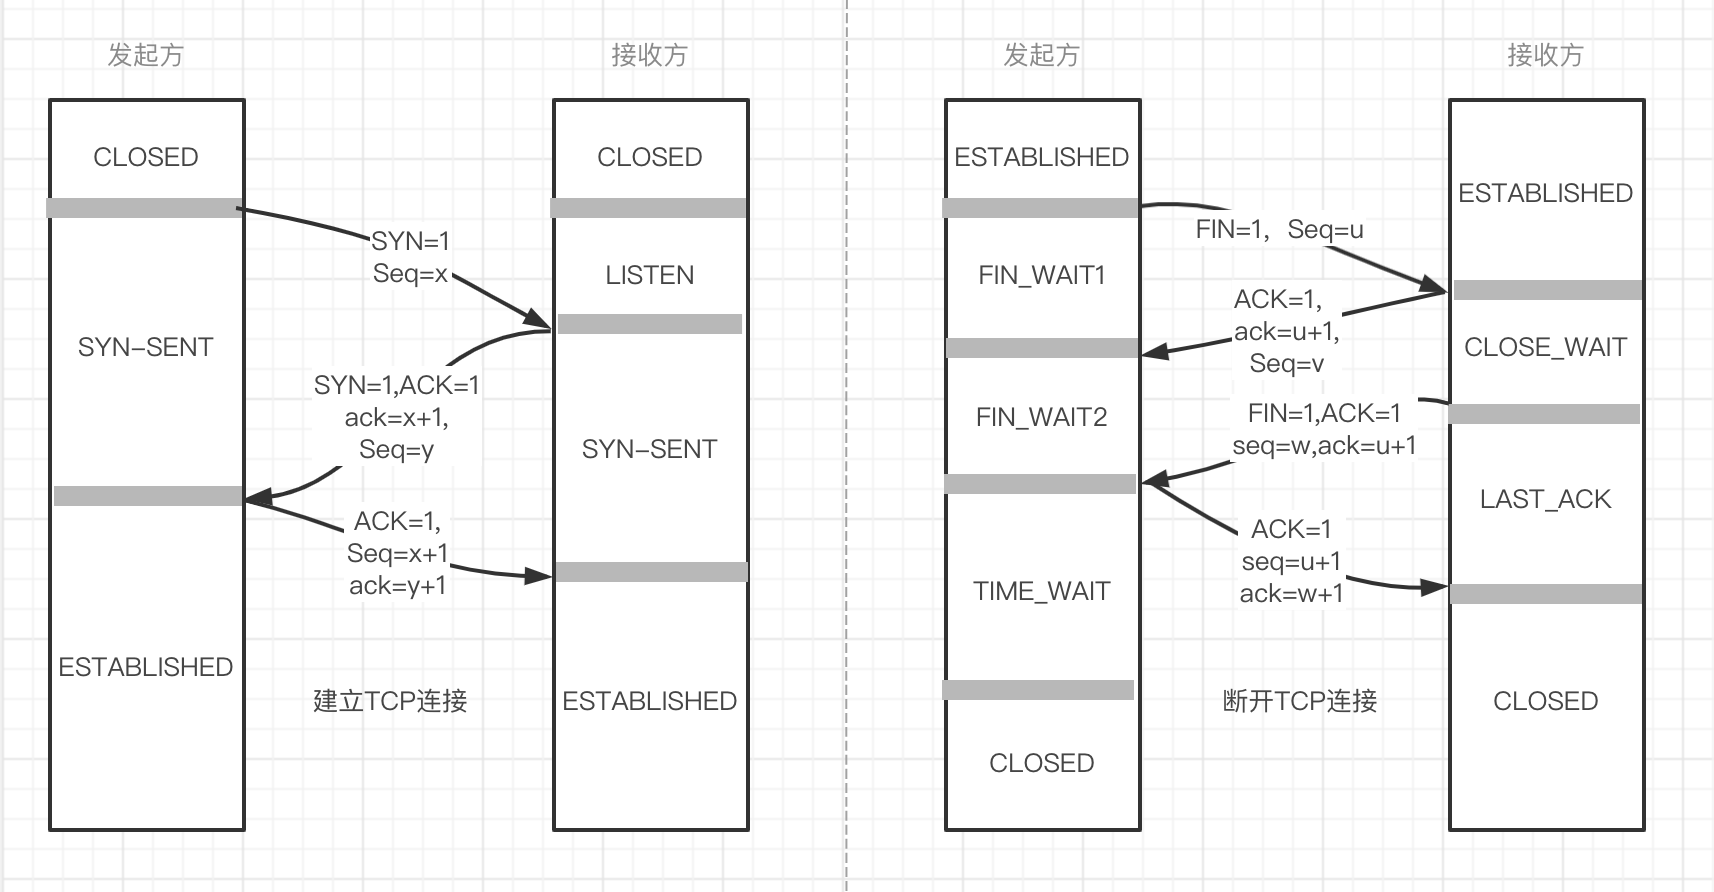 发起方
接收方
CLOSED
CLOSED
SYN=1
Seq=x
LISTEN
SYN-SENT
SYN=1,ACK=1
ack=x+1,
Seq=y
SYN-SENT
ACK=1,
Seq=x+1
ack=y+1
ESTABLISHED
建立TCP连接
ESTABLISHED
发起方
接收方
ESTABLISHED
ESTABLISHED
FIN=1, Seq=u
FIN_WAIT1
ACK=1,
ack=u+1,
Seq=v
CLOSE_WAIT
FIN_WAIT2
FIN=1,ACK=1
seq=w,ack=u+1
LAST_ACK
ACK=1
seq=u+1
ack=w+1
TIME_WAIT
断开TCP连接
CLOSED
CLOSED